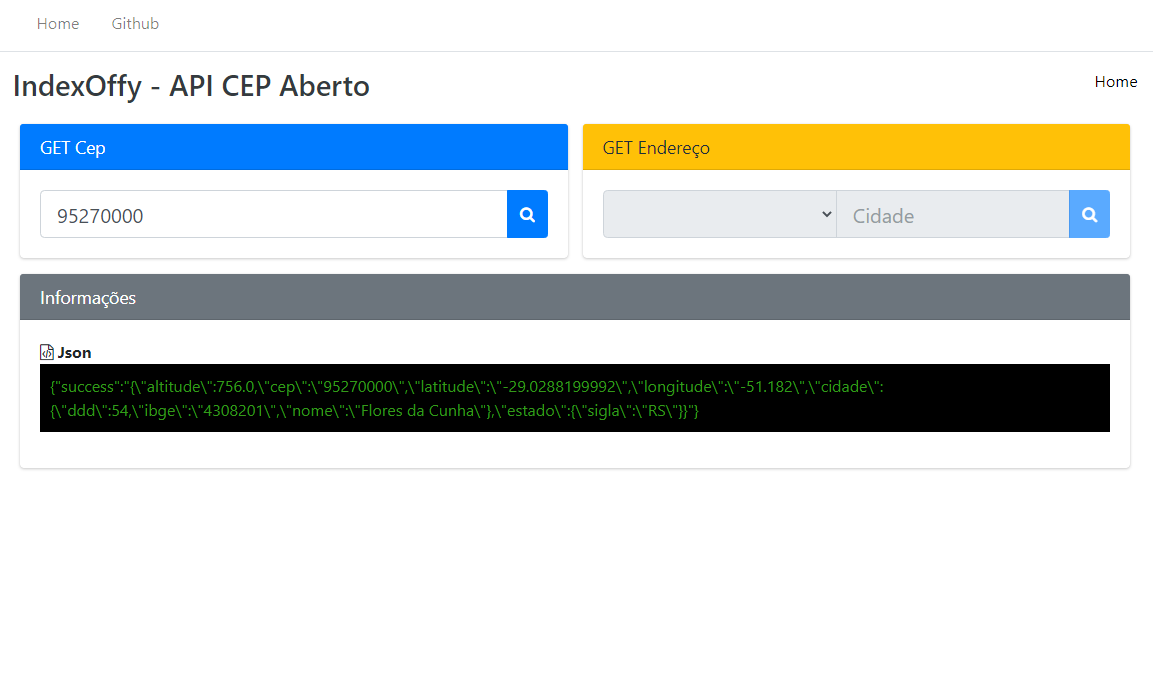 Home Github
IndexOffy - API CEP Aberto
Home
GET Cep
95270000
GET Endereço
Cidade
Informações
Json
{"success":"{\"altitude\":756.0,\"cep\":\"95270000\",\"latitude\":\"-29.0288199992\",\"longitude\":\"-51.182\",\"cidade\":
{\"ddd\":54,\"ibge\":\"4308201\",\"nome\":\"Flores da Cunha\"},\"estado\":{\"sigla\":\"RS\"}}"}